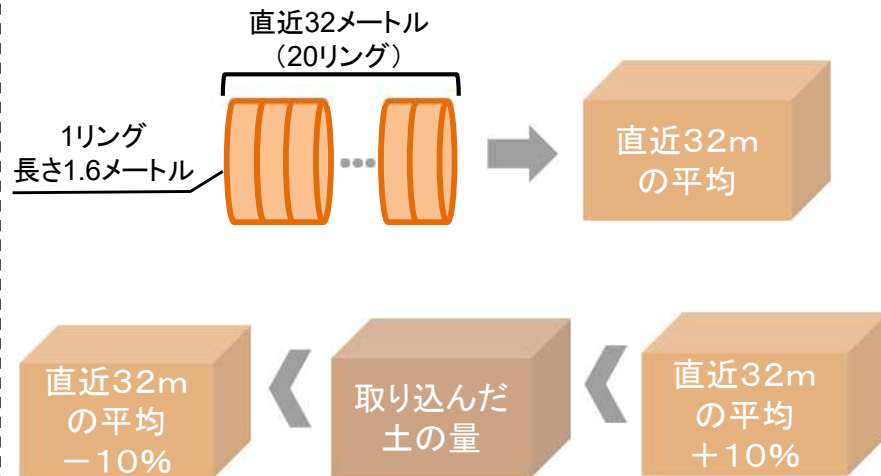 直近32メートル
（20リング）
1リング
長さ1.6メートル
直近32ｍ
の平均
直近32ｍ
の平均
－10%
取り込んだ
土の量
直近32ｍ
の平均
＋10%